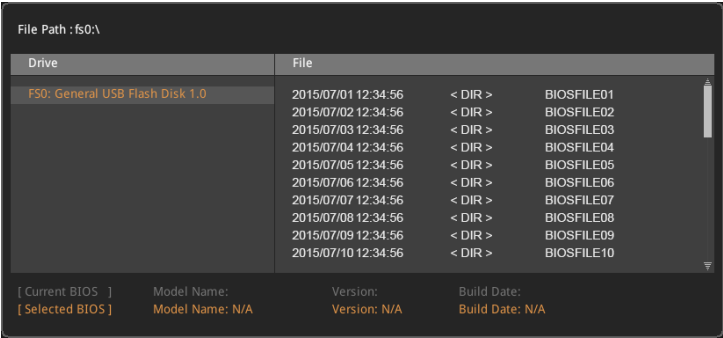 File Path : fs0:\
Drive File
FS0: General USB Flash Disk 1.0
2015/07/01 12:34:56 < DIR > BIOSFILE01
2015/07/02 12:34:56 < DIR > BIOSFILE02
2015/07/03 12:34:56 < DIR > BIOSFILE03
2015/07/04 12:34:56 < DIR > BIOSFILE04
2015/07/05 12:34:56 < DIR > BIOSFILE05
2015/07/06 12:34:56 < DIR > BIOSFILE06
2015/07/07 12:34:56 < DIR > BIOSFILE07
2015/07/08 12:34:56 < DIR > BIOSFILE08
2015/07/09 12:34:56 < DIR > BIOSFILE09
2015/07/10 12:34:56 < DIR > BIOSFILE10
[ Current BIOS ] Model Name: Version: Build Date:
[ Selected BIOS ] Model Name: N/A Version: N/A Build Date: N/A